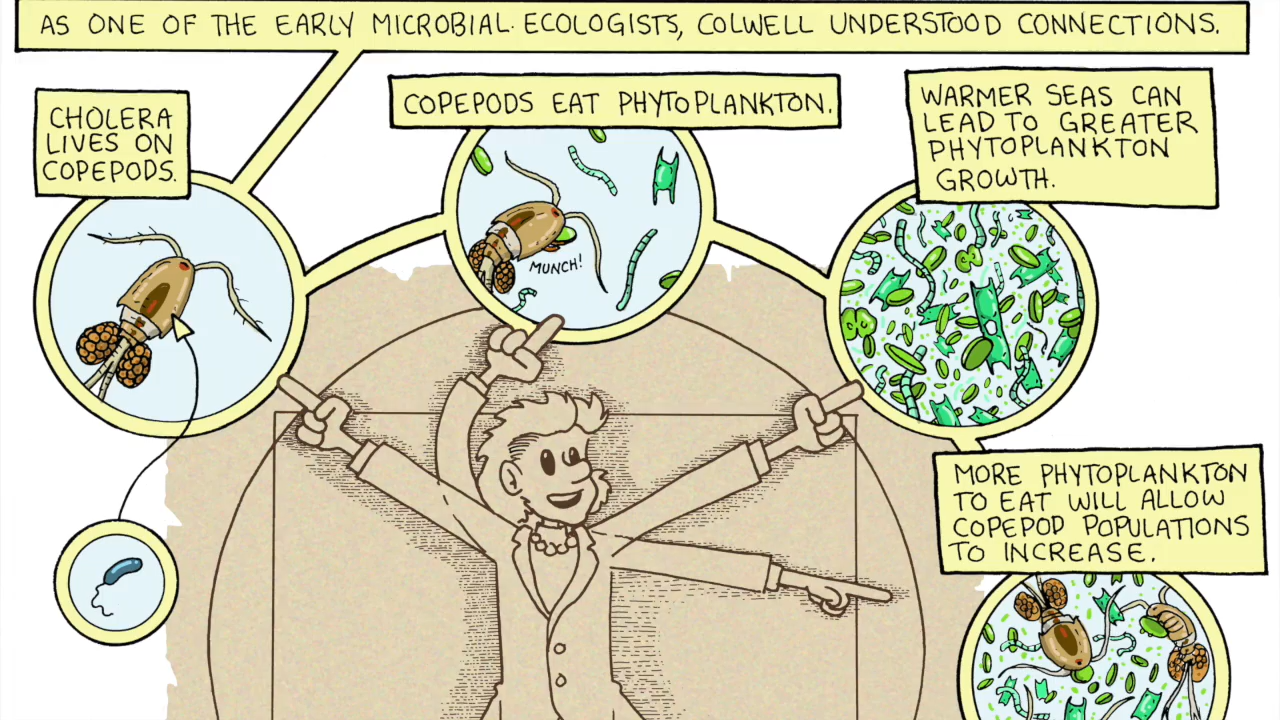 AS ONE OF THE EARLY MICROBIAL ECOLOGISTS, COLWELL UNDERSTOOD CONNECTIONS.
CHOLERA
LIVES ON
COPEPODS.
COPEPODS EAT PHYTOPLANKTON.
MUNCH!
WARMER SEAS CAN
LEAD TO GREATER
PHYTOPLANKTON
GROWTH.
MORE PHYTOPLANKTON
TO EAT WILL ALLOW
COPEPOD POPULATIONS
TO INCREASE.